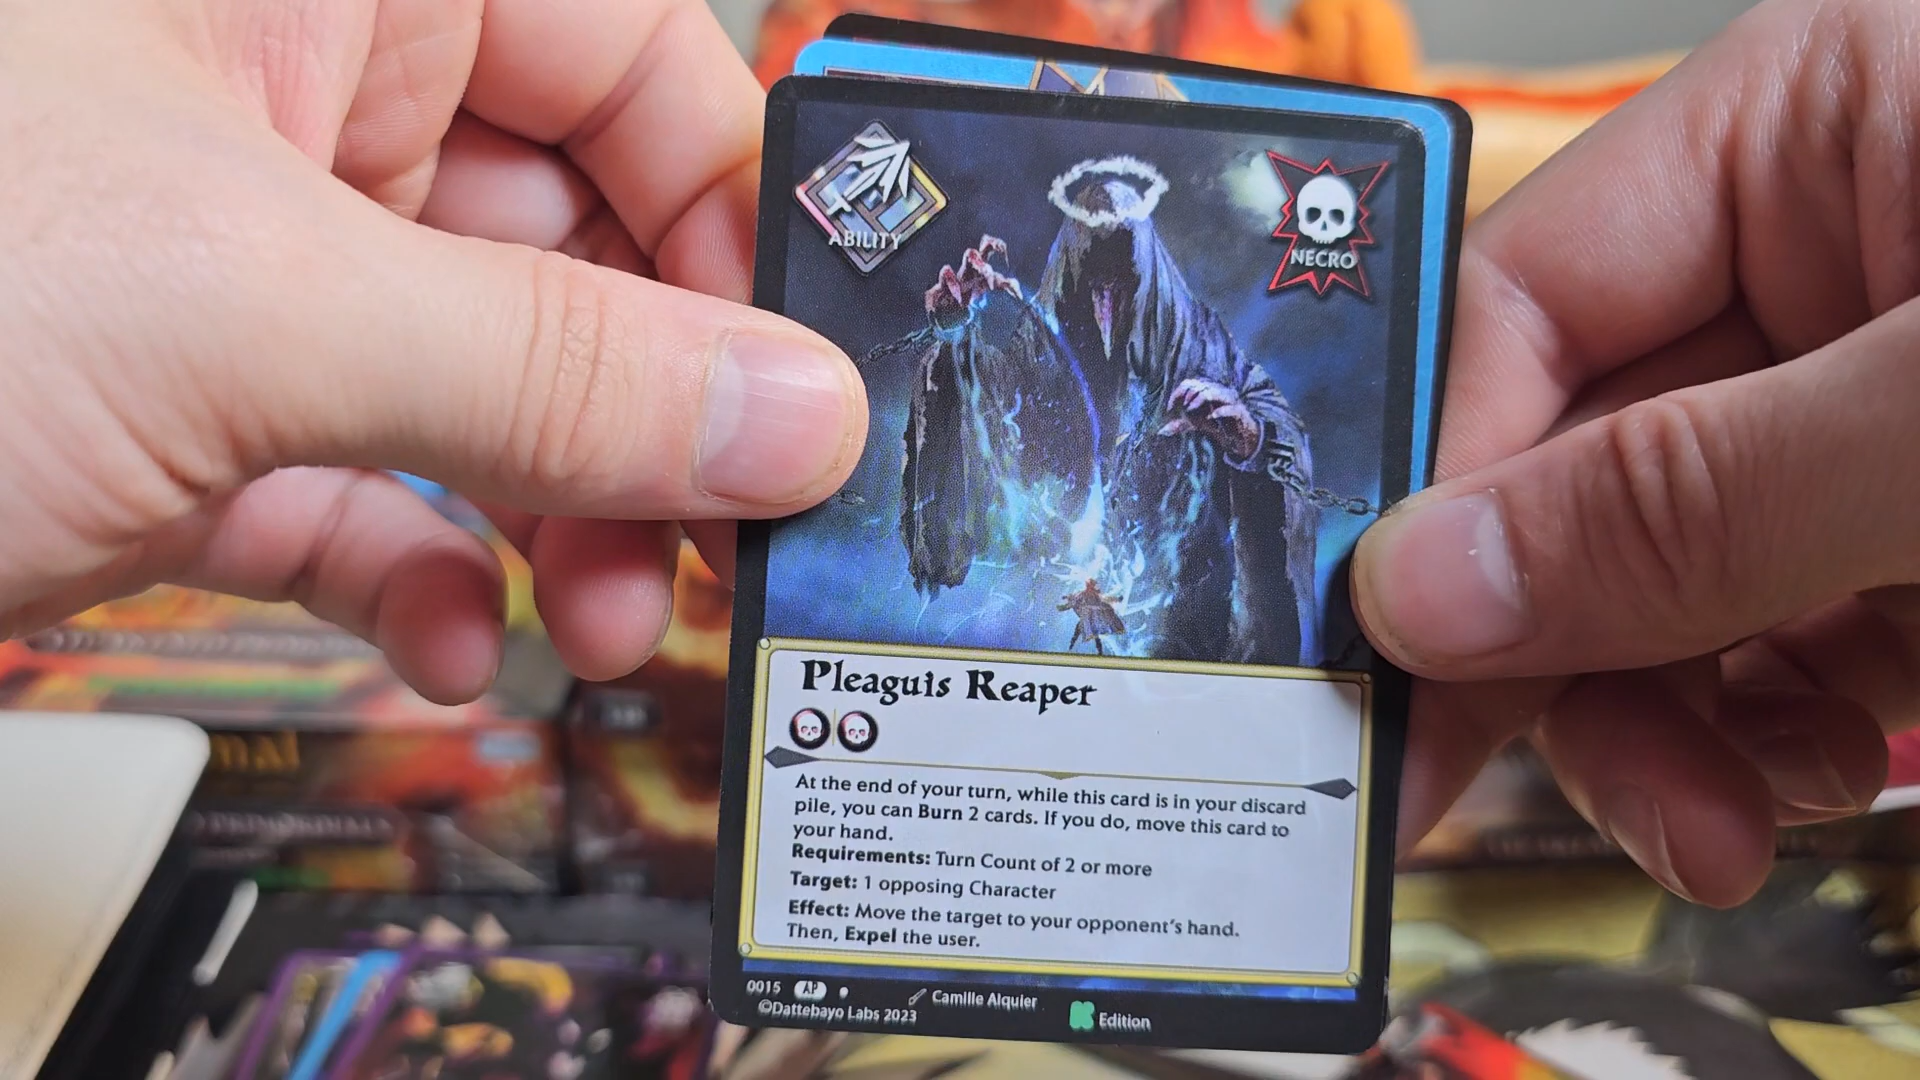 ABILITY
NECRO
Pleaguis Reaper
At the end of your turn, while this card is in your discard
pile, you can Burn 2 cards. If you do, move this card to
your hand.
Requirements: Turn Count of 2 or more
Target: 1 opposing Character
Effect: Move the target to your opponent's hand.
Then, Expel the user.
0015 AP
Camille Alquier
©Dattebayo Labs 2023
K Edition